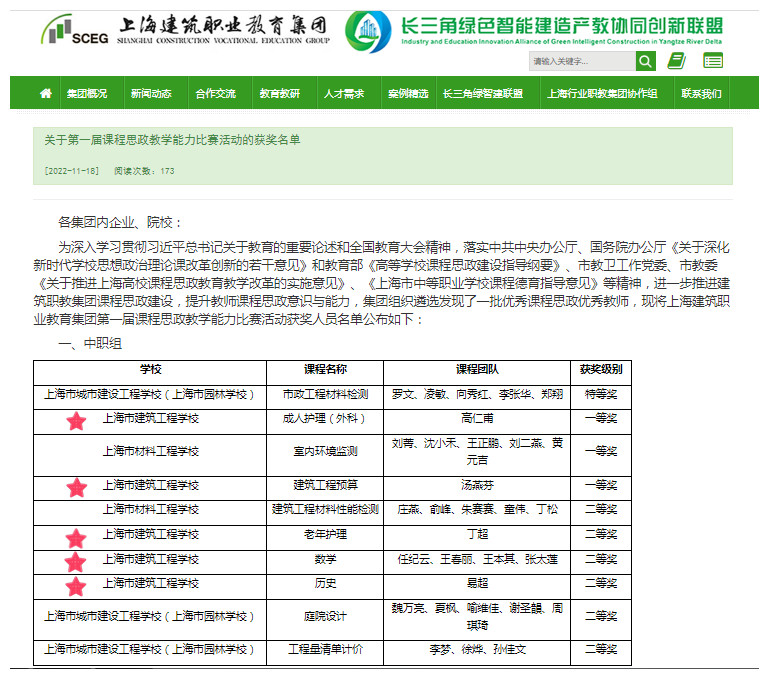 SCEG 上海建筑职业教育集团
SHANGHAI CONSTRUCTION VOCATIONAL EDUCATION GROUP
长三角绿色智能建造产教协同创新联盟
Industry and Education Innovation Alliance of Green Intelligent Construction in Yangtze River Delta
请输入关键字...
集团概况 新闻动态 合作交流 教育教研 人才需求 案例精选 长三角绿智建联盟 上海行业职教集团协作组 联系我们
关于第一届课程思政教学能力比赛活动的获奖名单
[2022-11-18] 阅读次数：173
各集团内企业、院校：
为深入学习贯彻习近平总书记关于教育的重要论述和全国教育大会精神，落实中共中央办公厅、国务院办公厅《关于深化
新时代学校思想政治理论课改革创新的若干意见》和教育部《高等学校课程思政建设指导纲要》、市教卫工作党委、市教委
《关于推进上海高校课程思政教育教学改革的实施意见》、《上海市中等职业学校课程德育指导意见》等精神，进一步推进建
筑职教集团课程思政建设，提升教师课程思政意识与能力，集团组织遴选发现了一批优秀课程思政优秀教师，现将上海建筑职
业教育集团第一届课程思政教学能力比赛活动获奖人员名单公布如下：
一、中职组
学校 课程名称 课程团队 获奖级别
上海市城市建设工程学校（上海市园林学校） 市政工程材料检测 罗文、凌敏、向秀红、李张华、郑翔 特等奖
上海市建筑工程学校 成人护理（外科） 高仁甫 一等奖
上海市材料工程学校 室内环境监测 刘菁、沈小禾、王正鹏、刘二燕、黄
元吉 一等奖
上海市建筑工程学校 建筑工程预算 汤燕芬 一等奖
上海市材料工程学校 建筑工程材料性能检测 庄燕、俞峰、朱赛赛、童伟、丁松 二等奖
上海市建筑工程学校 老年护理 丁超 二等奖
上海市建筑工程学校 数学 任纪云、王春丽、王本其、张太莲 二等奖
上海市建筑工程学校 历史 易超 二等奖
上海市城市建设工程学校（上海市园林学校） 庭院设计 魏万亮、夏枫、喻维佳、谢圣韻、周
琪琦 二等奖
上海市城市建设工程学校（上海市园林学校） 工程量清单计价 李梦、徐烨、孙佳文 二等奖